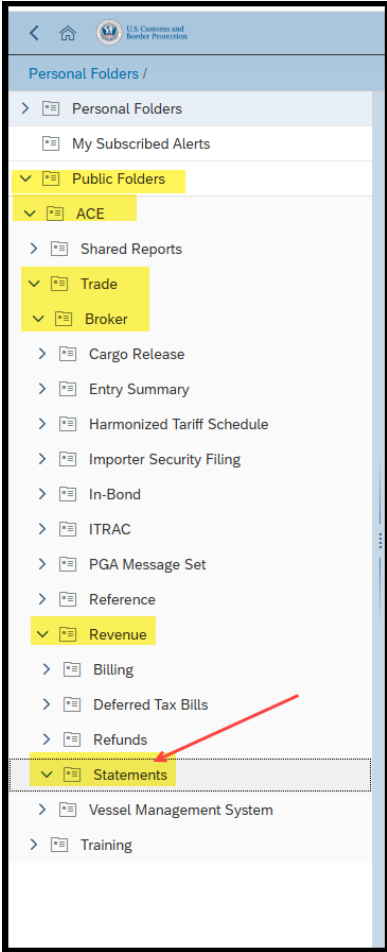 U.S. Customs and
Border Protection
Personal Folders /
Personal Folders
My Subscribed Alerts
Public Folders
ACE
Shared Reports
Trade
Broker
Cargo Release
Entry Summary
Harmonized Tariff Schedule
Importer Security Filing
In-Bond
ITRAC
PGA Message Set
Reference
Revenue
Billing
Deferred Tax Bills
Refunds
Statements
Vessel Management System
Training